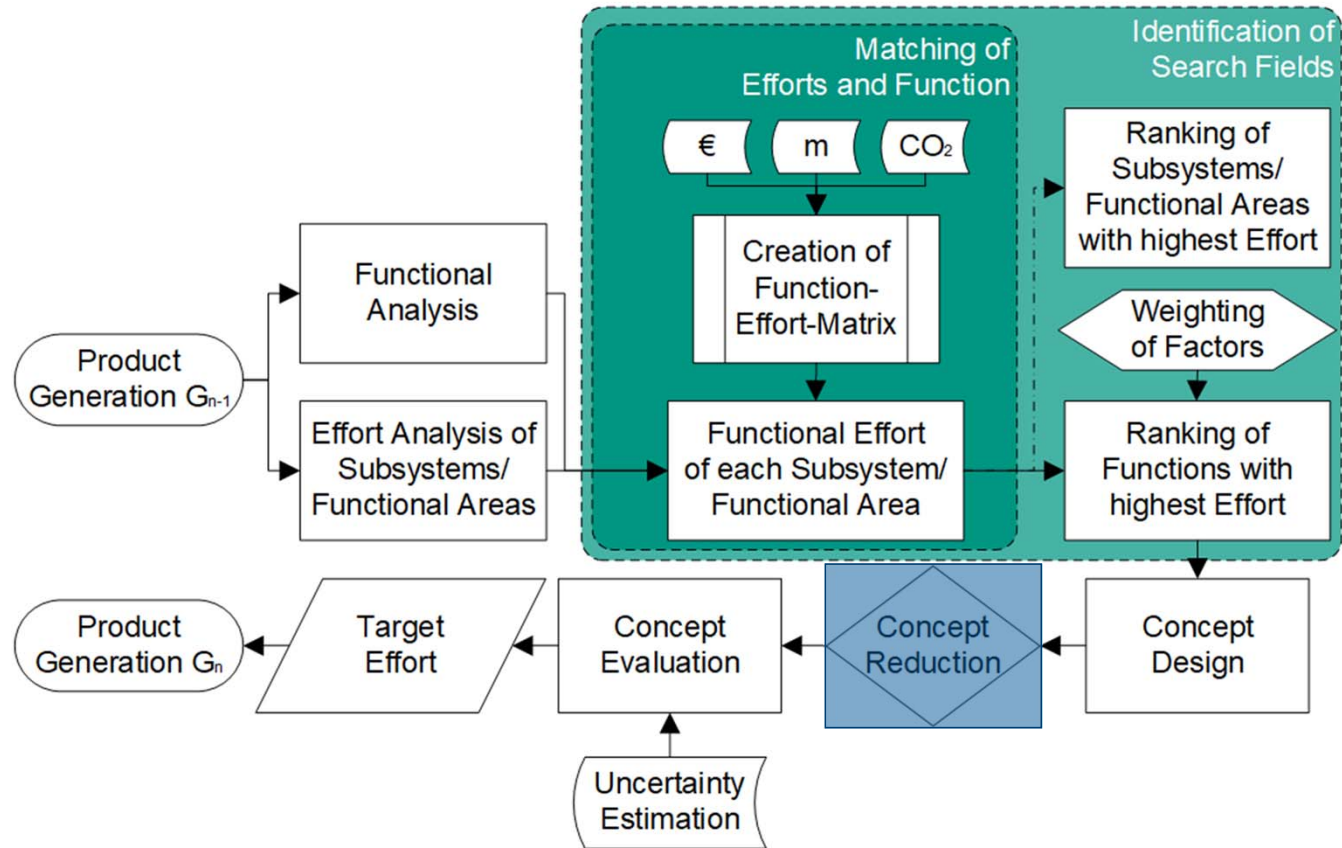 Identification of
Search Fields
Matching of
Efforts and Function
€
m
CO₂
Ranking of
Subsystems/
Functional Areas
with highest Effort
Creation of
Function-
Effort-Matrix
Functional
Analysis
Weighting
of Factors
Product
Generation Gₙ₋₁
Effort Analysis of
Subsystems/
Functional Areas
Functional Effort
of each Subsystem/
Functional Area
Ranking of
Functions with
highest Effort
Product
Generation Gₙ
Target
Effort
Concept
Evaluation
Concept
Reduction
Concept
Design
Uncertainty
Estimation